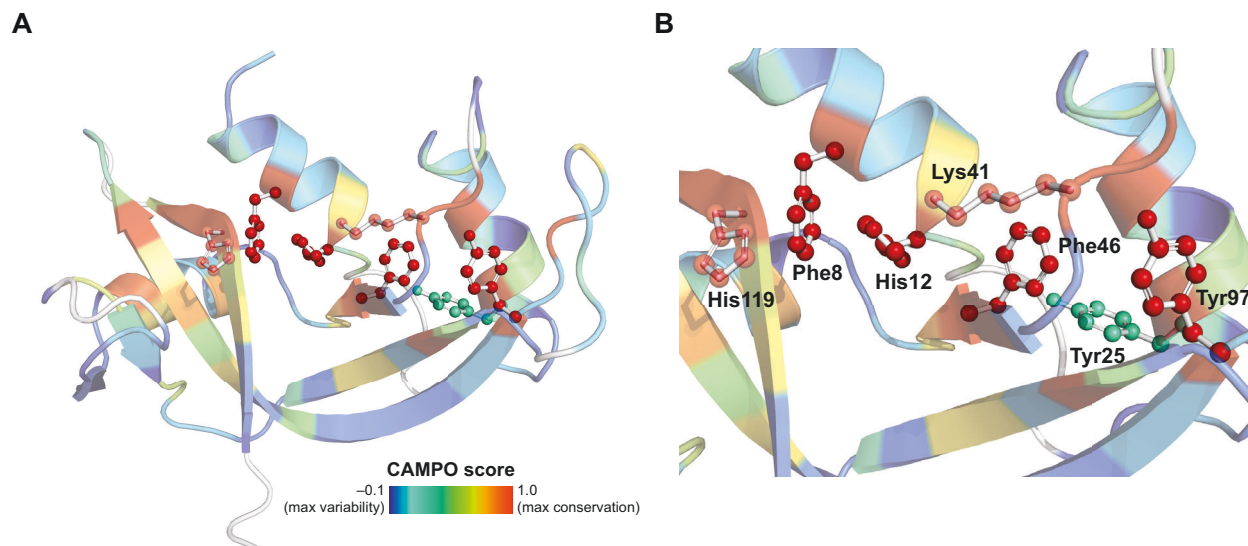 A
B
CAMPO score
–0.1
1.0
(max variability)
(max conservation)
Lys41
Phe46
Phe8
His12
His119
Tyr97
Tyr25